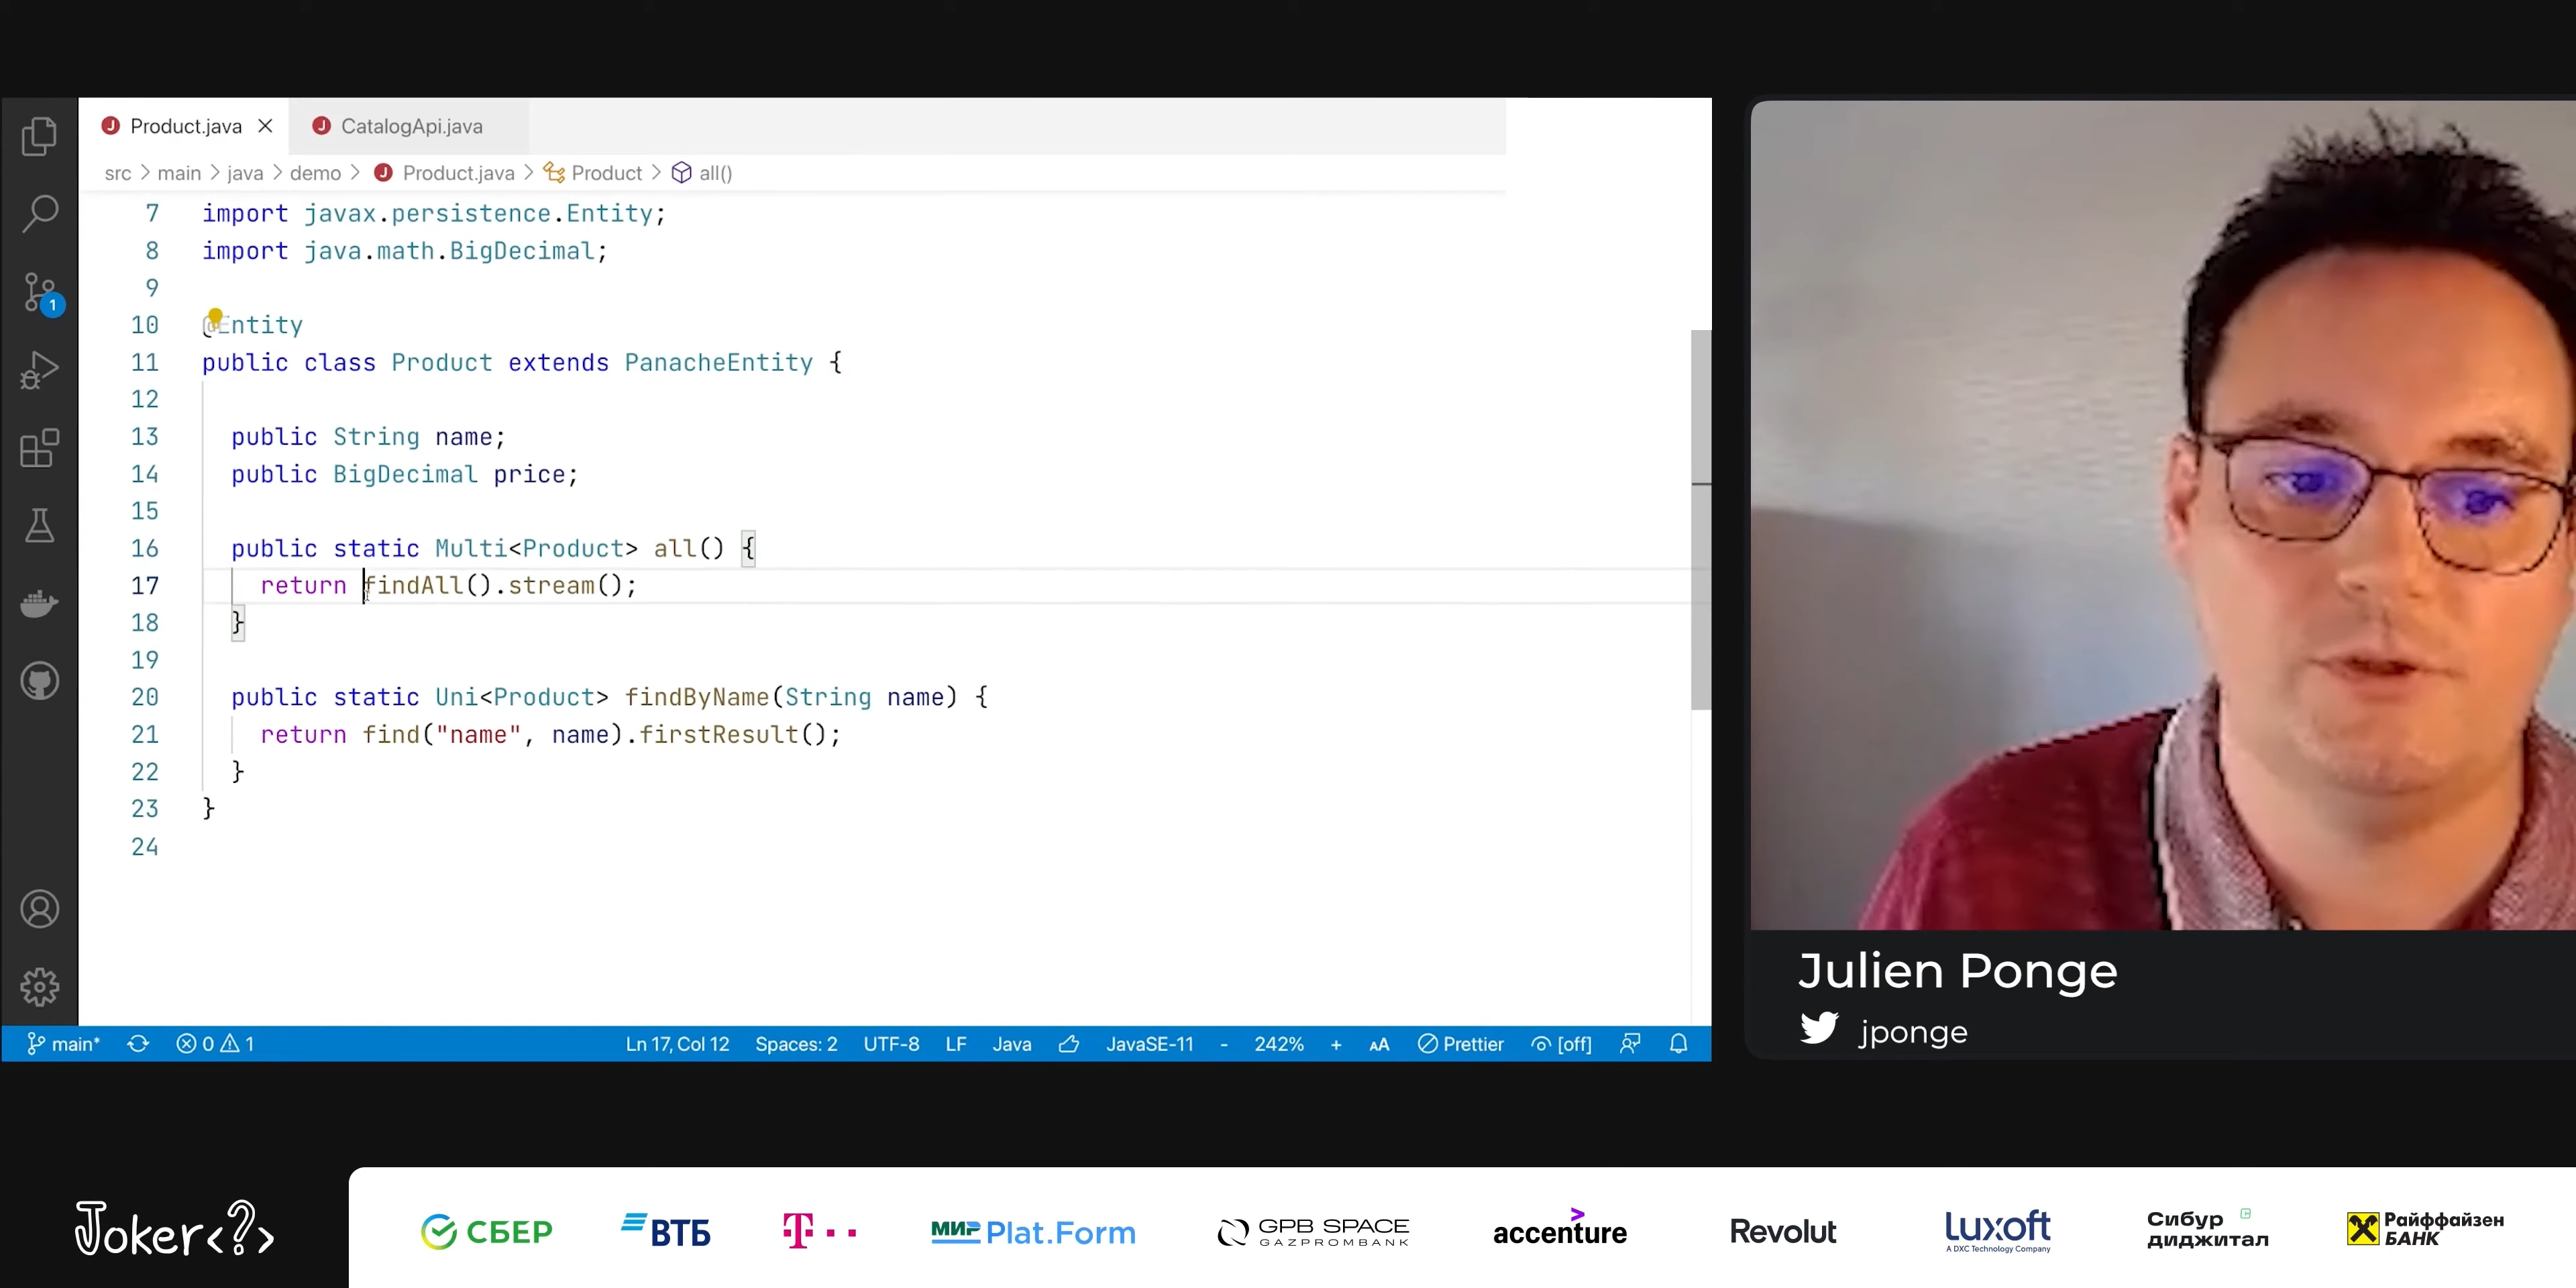 Product.java
CatalogApi.java
src > main > java > demo > Product.java > Product > all()
7 import javax.persistence.Entity;
8 import java.math.BigDecimal;
9
10 @Entity
11 public class Product extends PanacheEntity {
12
13 public String name;
14 public BigDecimal price;
15
16 public static Multi<Product> all() {
17 return findAll().stream();
18 }
19
20 public static Uni<Product> findByName(String name) {
21 return find("name", name).firstResult();
22 }
23 }
24
1
main* 0 1 Ln 17, Col 12 Spaces: 2 UTF-8 LF Java JavaSE-11 - 242% + AA Prettier [off]
Julien Ponge
jponge
Joker<?>
СБЕР
ВТБ
T
МИР Plat.Form
GPB SPACE
GAZPROMBANK
accenture
Revolut
Luxoft
A DXC Technology Company
Сибур
диджитал
Райффайзен
БАНК